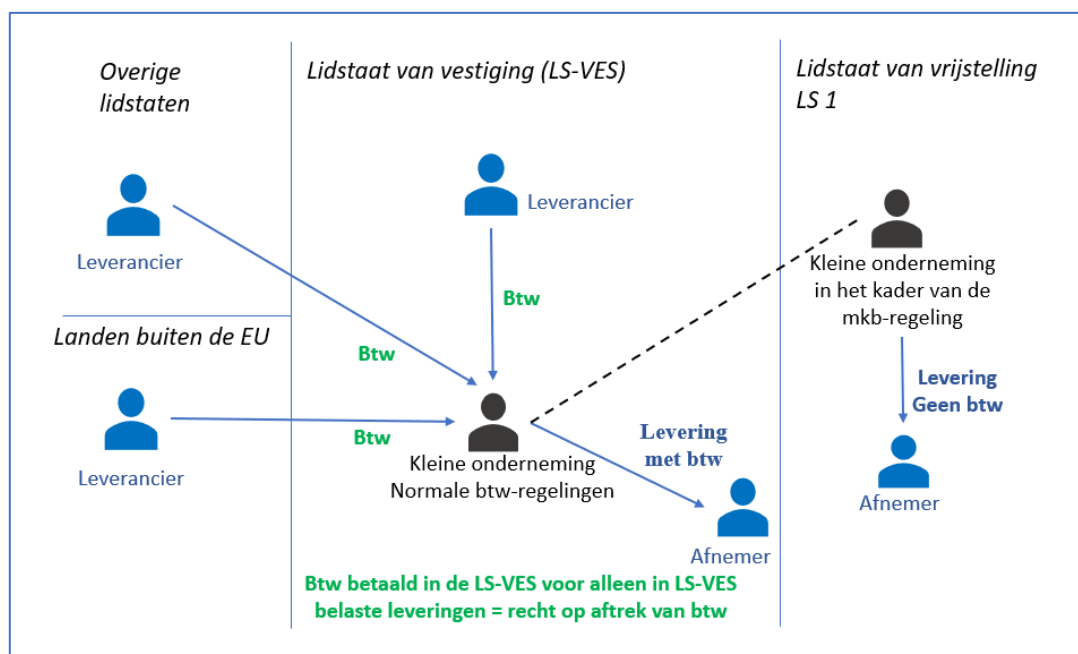 Overige
lidstaten
Leverancier
Landen buiten de EU
Leverancier
Lidstaat van vestiging (LS-VES)
Leverancier
Btw
Btw
Btw
Kleine onderneming
Normale btw-regelingen
Levering
met btw
Afnemer
Btw betaald in de LS-VES voor alleen in LS-VES
belaste leveringen = recht op aftrek van btw
Lidstaat van vrijstelling
LS 1
Kleine onderneming
in het kader van de
mkb-regeling
Levering
Geen btw
Afnemer